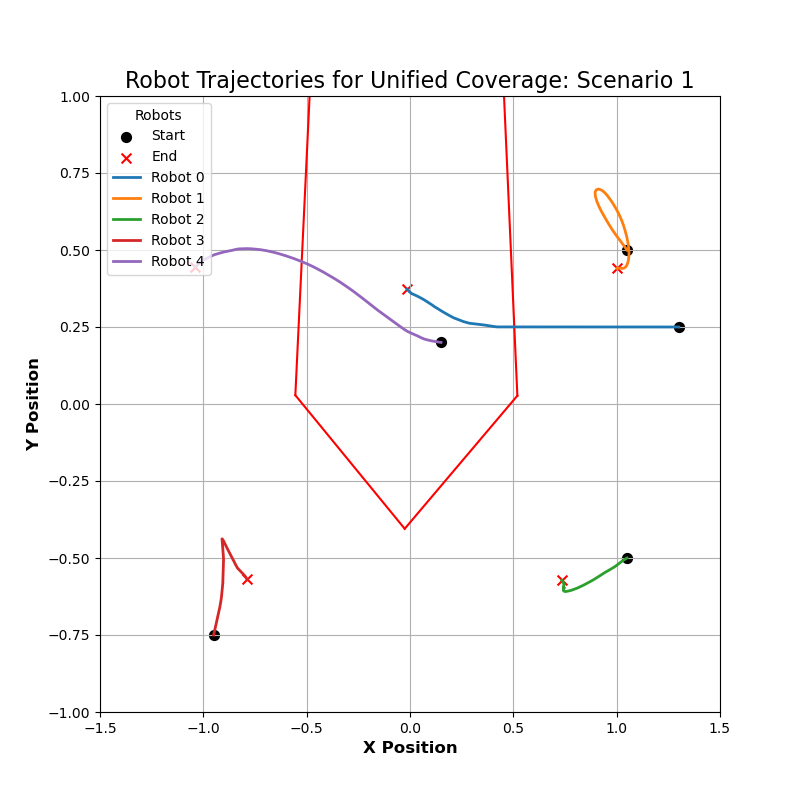 Robot Trajectories for Unified Coverage: Scenario 1
1.00
0.75
0.50
0.25
0.00
−0.25
−0.50
−0.75
−1.00
Y Position
Robots
Start
End
Robot 0
Robot 1
Robot 2
Robot 3
Robot 4
−1.5
−1.0
−0.5
0.0
0.5
1.0
1.5
X Position